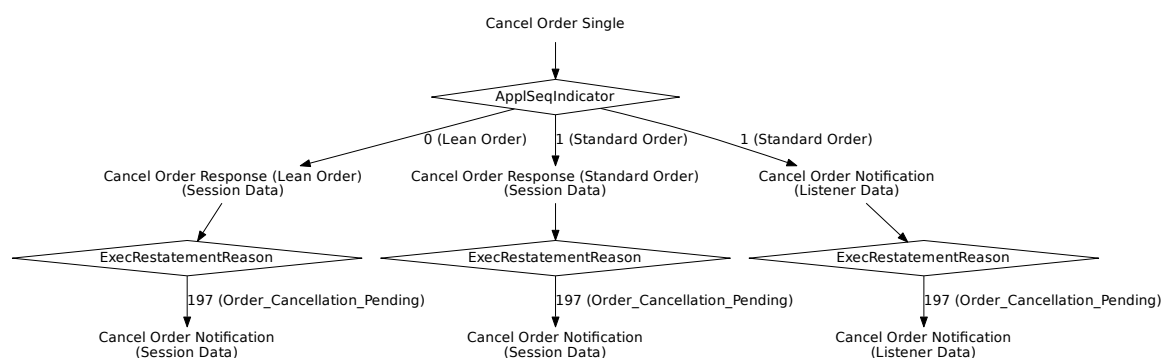 Cancel Order Single
ApplSeqIndicator
0 (Lean Order)
1 (Standard Order)
1 (Standard Order)
Cancel Order Response (Lean Order)
(Session Data)
Cancel Order Response (Standard Order)
(Session Data)
Cancel Order Notification
(Listener Data)
ExecRestatementReason
ExecRestatementReason
ExecRestatementReason
197 (Order_Cancellation_Pending)
197 (Order_Cancellation_Pending)
197 (Order_Cancellation_Pending)
Cancel Order Notification
(Session Data)
Cancel Order Notification
(Session Data)
Cancel Order Notification
(Listener Data)